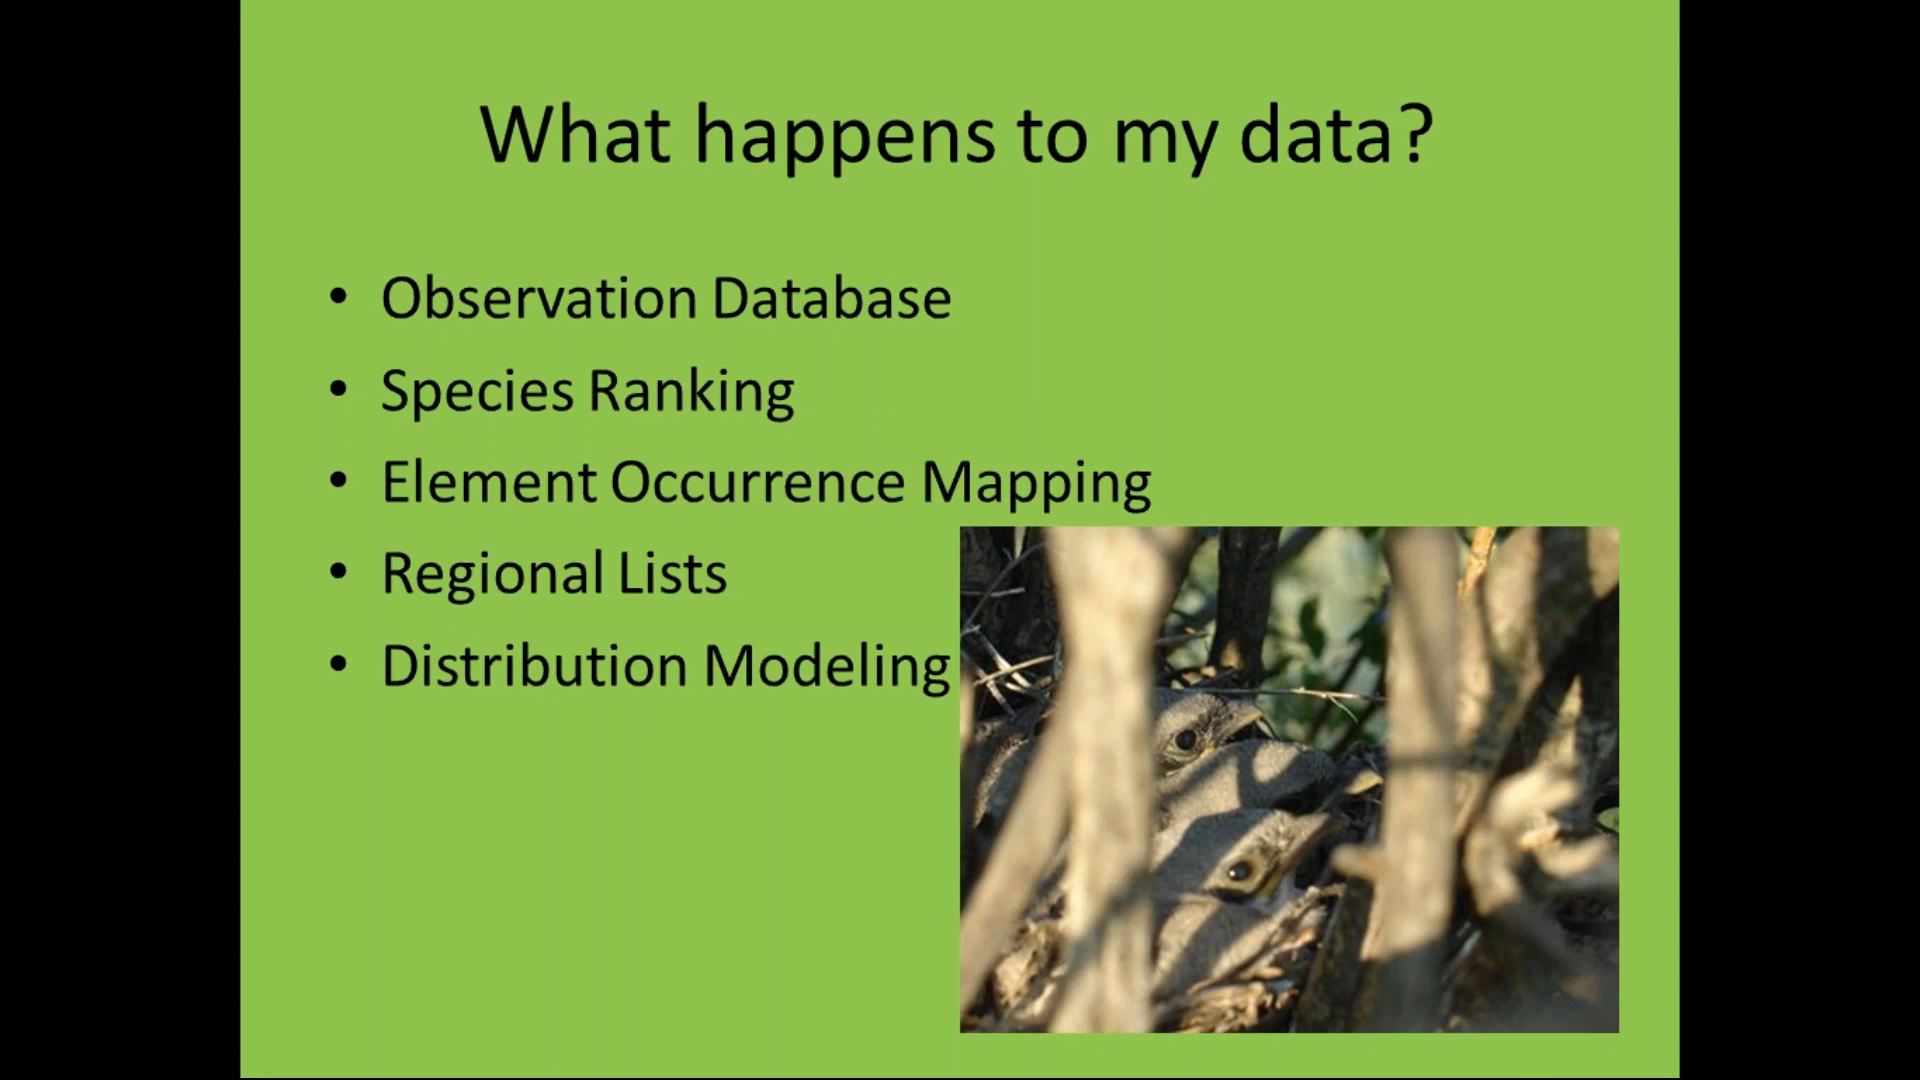 What happens to my data?
• Observation Database
• Species Ranking
• Element Occurrence Mapping
• Regional Lists
• Distribution Modeling